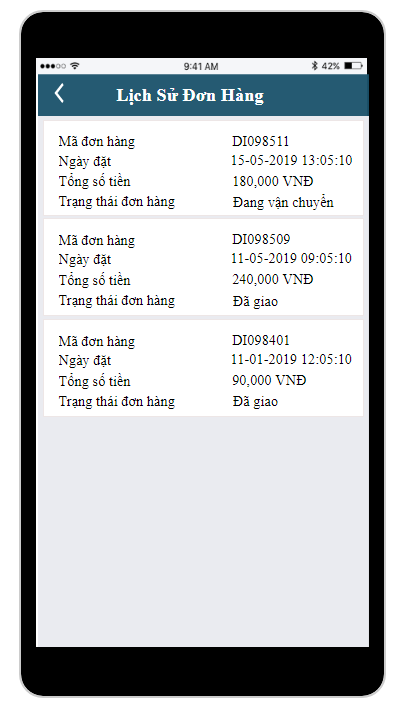 9:41 AM 42%
Lịch Sử Đơn Hàng
Mã đơn hàng DI098511
Ngày đặt 15-05-2019 13:05:10
Tổng số tiền 180,000 VNĐ
Trạng thái đơn hàng Đang vận chuyển
Mã đơn hàng DI098509
Ngày đặt 11-05-2019 09:05:10
Tổng số tiền 240,000 VNĐ
Trạng thái đơn hàng Đã giao
Mã đơn hàng DI098401
Ngày đặt 11-01-2019 12:05:10
Tổng số tiền 90,000 VNĐ
Trạng thái đơn hàng Đã giao